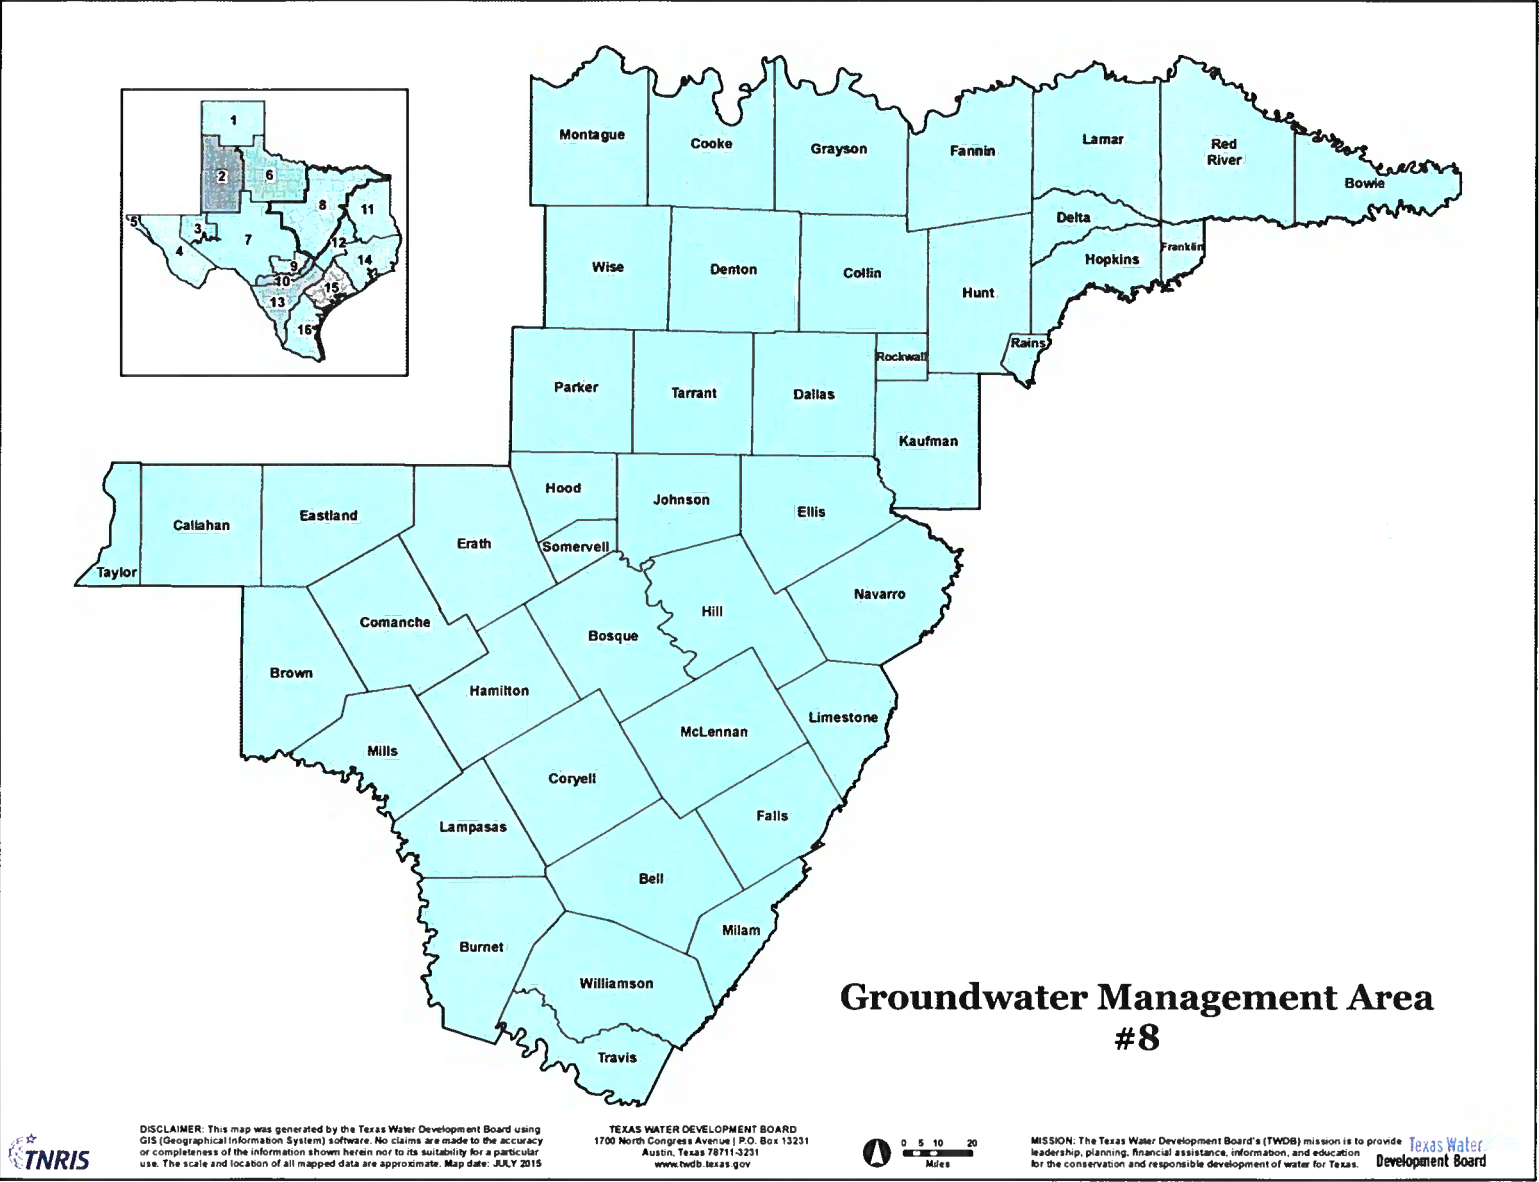 Montague
Cooke
Grayson
Fannin
Lamar
Red
River
Bowie
1
2
6
8
11
5
3
4
7
12
9
14
10
15
13
16
Delta
Hopkins
Franklin
Wise
Denton
Collin
Hunt
Rains
Rockwall
Parker
Tarrant
Dallas
Kaufman
Hood
Johnson
Ellis
Callahan
Eastland
Erath
Somervell
Taylor
Navarro
Hill
Comanche
Bosque
Brown
Hamilton
Limestone
McLennan
Mills
Coryell
Falls
Lampasas
Bell
Milam
Burnet
Williamson
Travis
Groundwater Management Area
#8
TNRIS
DISCLAIMER: This map was generated by the Texas Water Development Board using
GIS (Geographical Information System) software. No claims are made to the accuracy
or completeness of the information shown herein nor to its suitability for a particular
use. The scale and location of all mapped data are approximate. Map date: JULY 2015
TEXAS WATER DEVELOPMENT BOARD
1700 North Congress Avenue | P.O. Box 13231
Austin, Texas 78711-3231
www.twdb.texas.gov
0 5 10 20
Miles
MISSION: The Texas Water Development Board's (TWDB) mission is to provide
leadership, planning, financial assistance, information, and education
for the conservation and responsible development of water for Texas.
Texas Water
Development Board